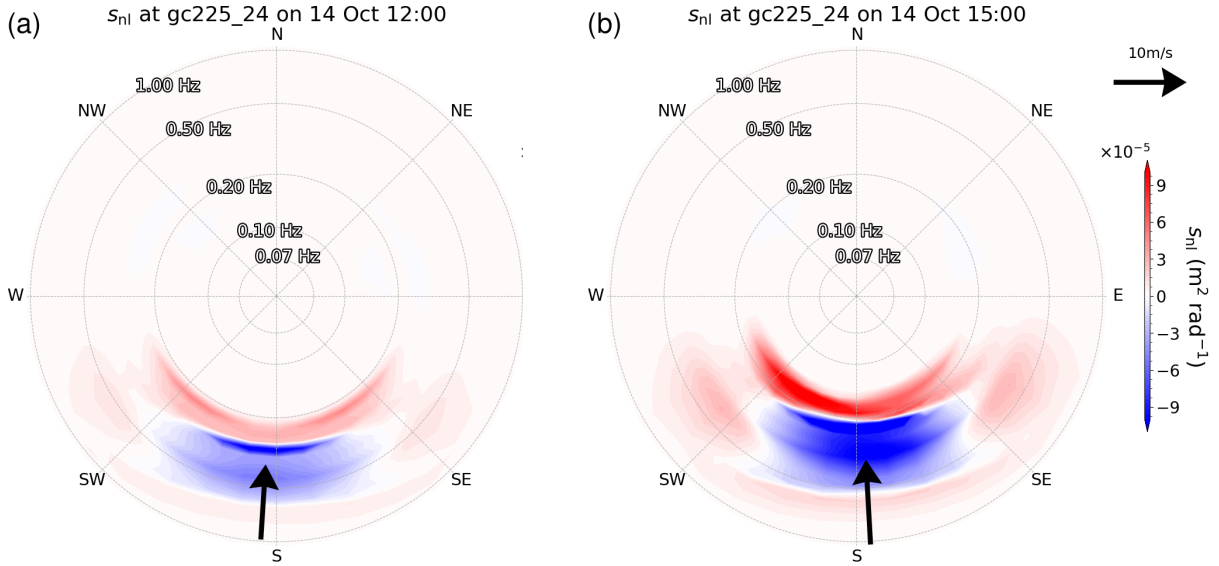 (a)
s_nl at gc225_24 on 14 Oct 12:00
N
NE
NW
1.00 Hz
0.50 Hz
0.20 Hz
0.10 Hz
0.07 Hz
W
SW
SE
S
:
(b)
s_nl at gc225_24 on 14 Oct 15:00
N
NE
NW
1.00 Hz
0.50 Hz
0.20 Hz
0.10 Hz
0.07 Hz
W
E
SW
SE
S
10m/s
×10⁻⁵
9
6
3
0
−3
−6
−9
s_nl (m² rad⁻¹)